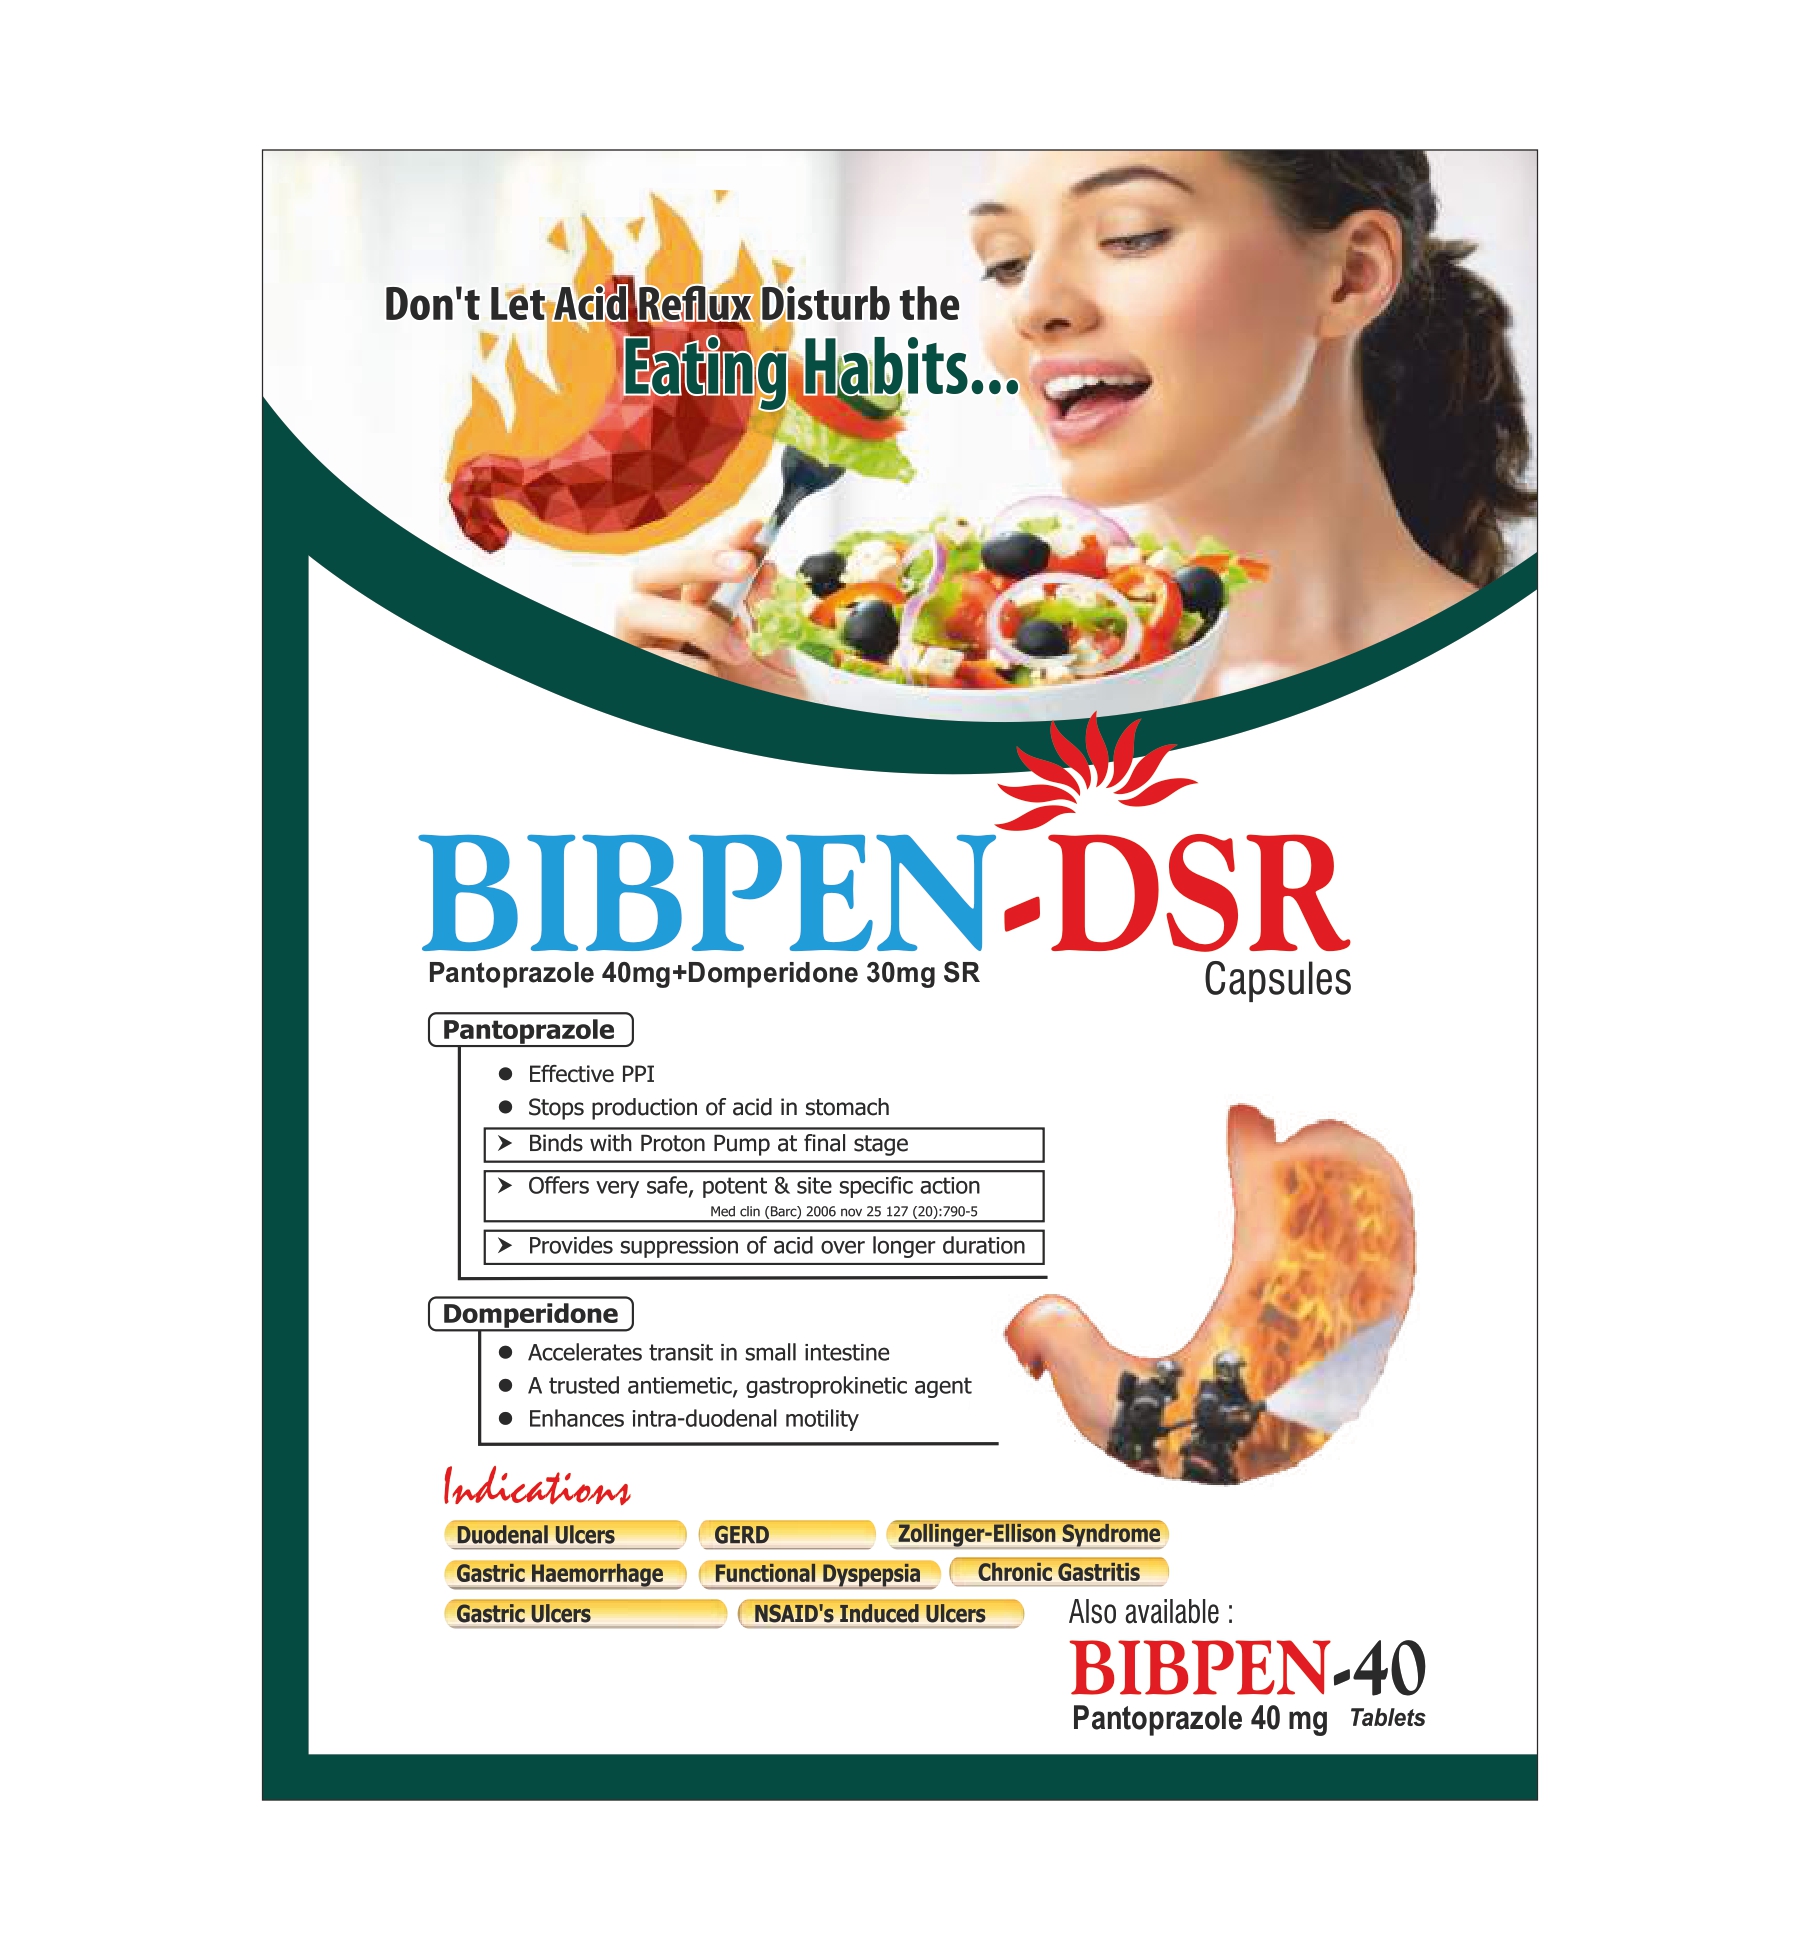 Don't Let Acid Reflux Disturb the
Eating Habits...
BIBPEN-DSR
Pantoprazole 40mg+Domperidone 30mg SR
Capsules
Pantoprazole
● Effective PPI
● Stops production of acid in stomach
➤ Binds with Proton Pump at final stage
➤ Offers very safe, potent & site specific action
Med clin (Barc) 2006 nov 25 127 (20):790-5
➤ Provides suppression of acid over longer duration
Domperidone
● Accelerates transit in small intestine
● A trusted antiemetic, gastroprokinetic agent
● Enhances intra-duodenal motility
Indications
Duodenal Ulcers GERD Zollinger-Ellison Syndrome
Gastric Haemorrhage Functional Dyspepsia Chronic Gastritis
Gastric Ulcers NSAID's Induced Ulcers
Also available :
BIBPEN-40
Pantoprazole 40 mg Tablets